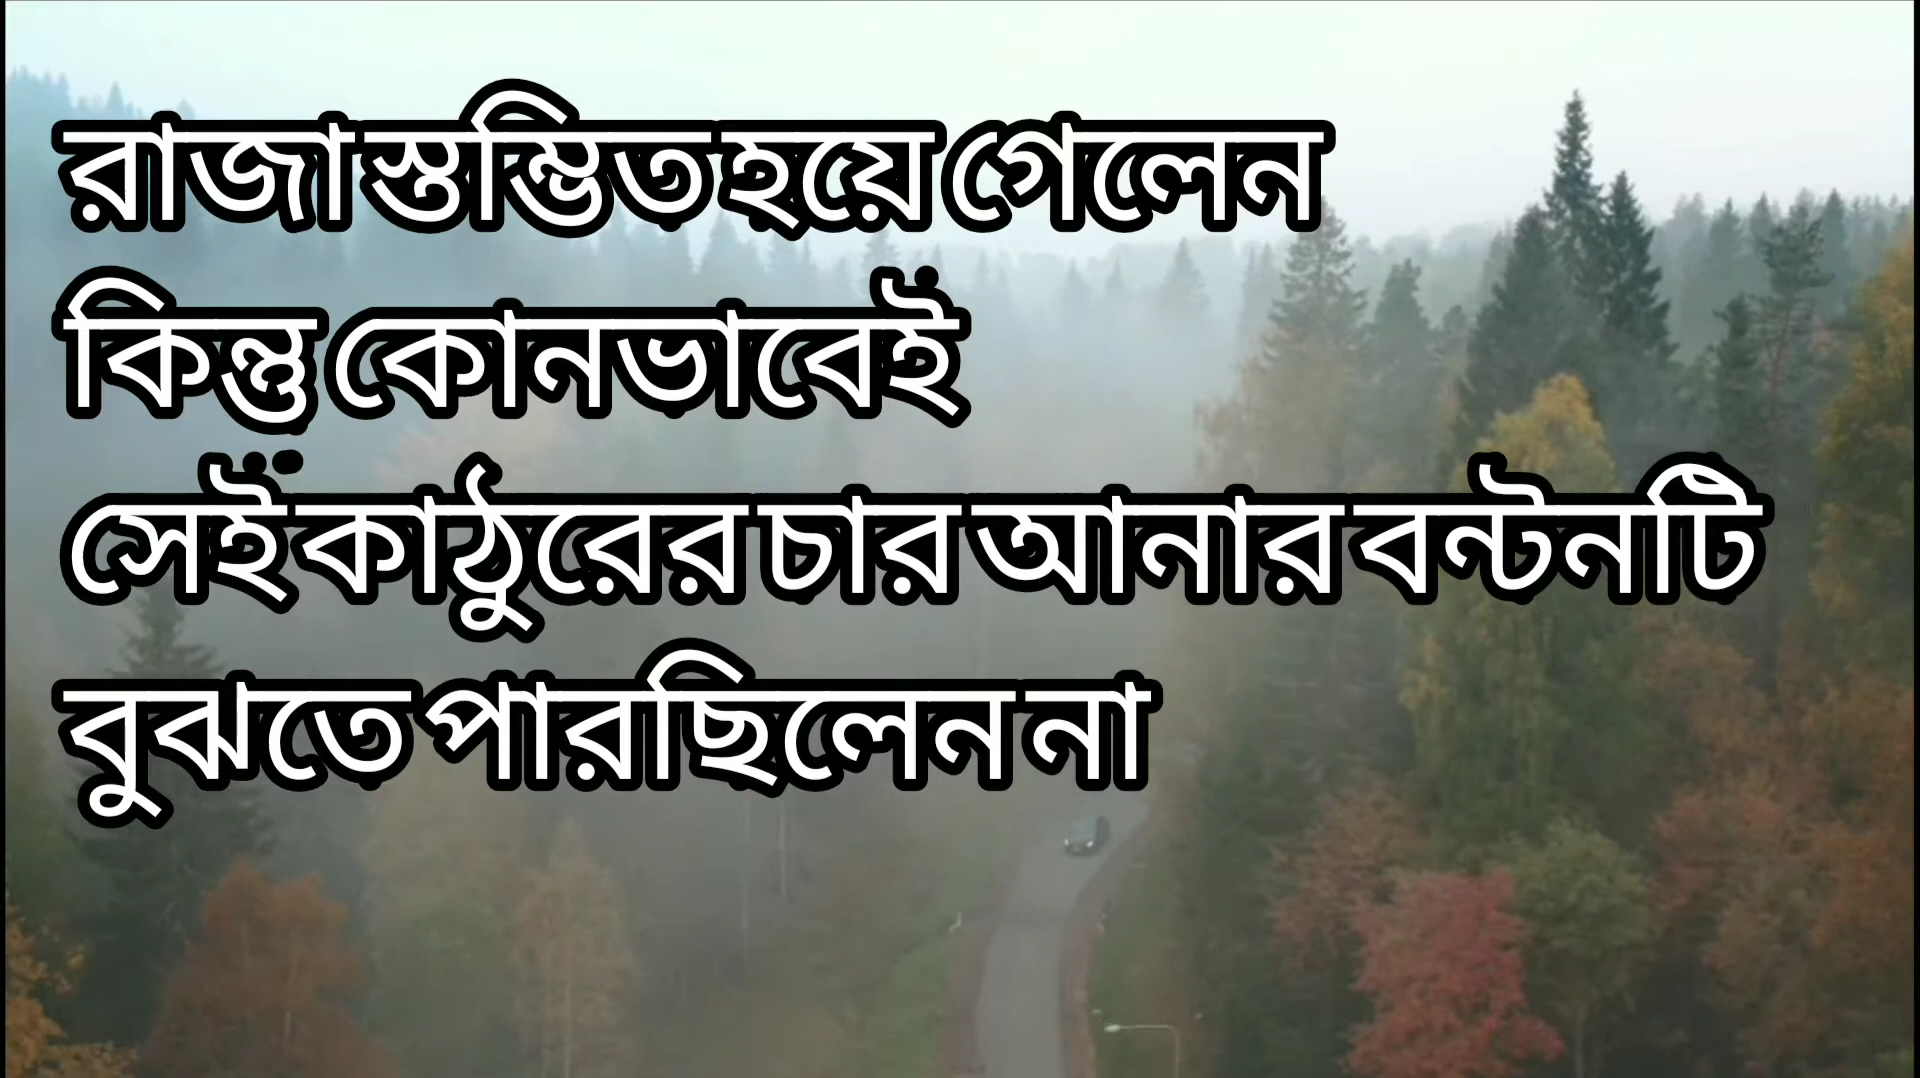 রাজা স্তম্ভিত হয়ে গেলেন
কিন্তু কোনভাবেই
সেইঁ কাঠুরের চার আনার বন্টনটি
বুঝতে পারছিলেন না